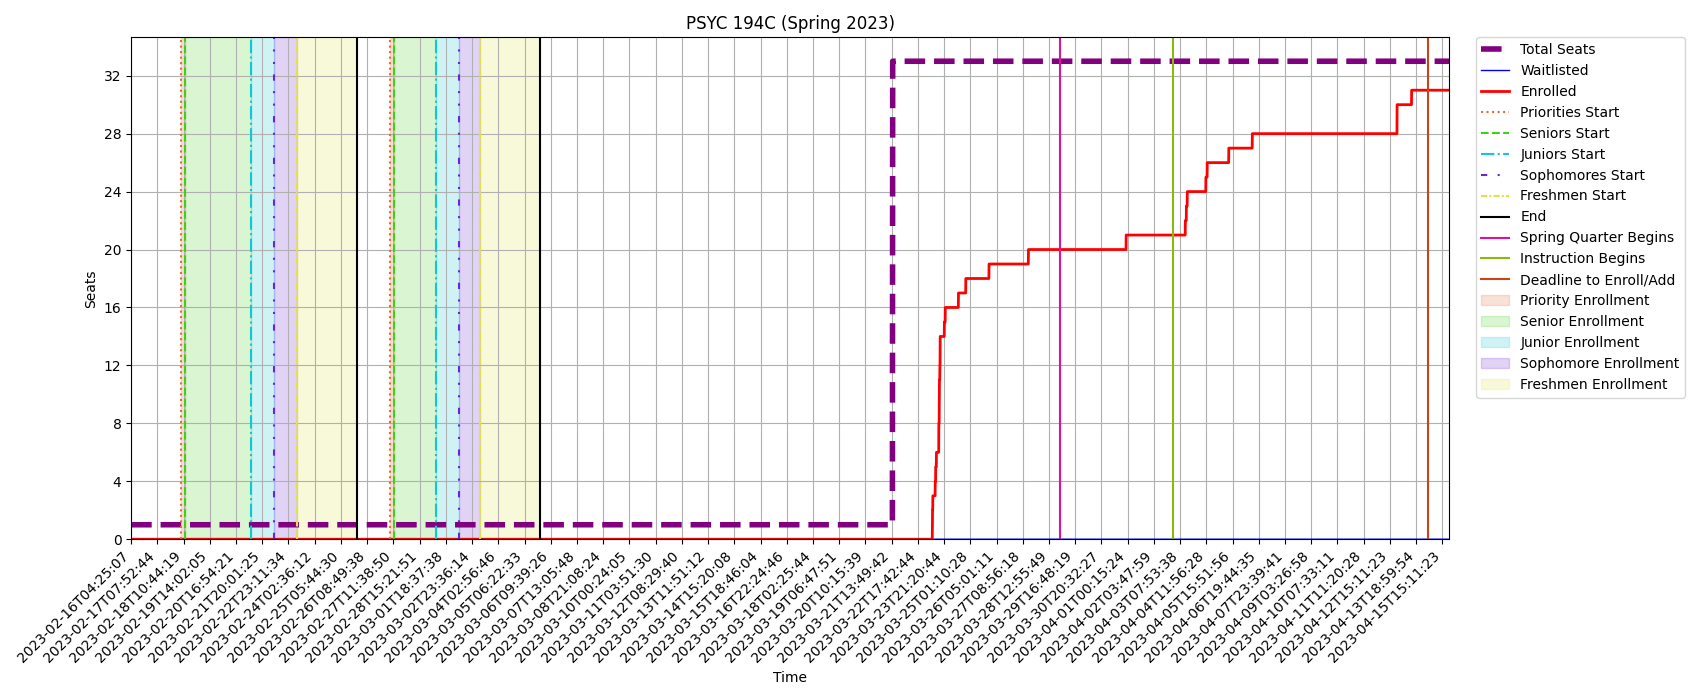 PSYC 194C (Spring 2023)
Seats
32
28
24
20
16
12
8
4
0
2023-02-16T04:25:07
2023-02-17T07:52:44
2023-02-18T10:44:19
2023-02-19T14:02:05
2023-02-20T16:54:21
2023-02-21T20:01:25
2023-02-22T23:11:34
2023-02-24T02:36:12
2023-02-25T05:44:30
2023-02-26T08:49:38
2023-02-27T11:38:50
2023-02-28T15:21:51
2023-03-01T18:37:38
2023-03-02T23:36:14
2023-03-04T02:56:46
2023-03-05T06:22:33
2023-03-06T09:39:26
2023-03-07T13:05:48
2023-03-08T21:08:24
2023-03-10T00:24:05
2023-03-11T03:51:30
2023-03-12T08:29:40
2023-03-13T11:51:12
2023-03-14T15:20:08
2023-03-15T18:46:04
2023-03-16T22:24:46
2023-03-18T02:25:44
2023-03-19T06:47:51
2023-03-20T10:15:39
2023-03-21T13:49:42
2023-03-22T17:42:44
2023-03-23T21:20:44
2023-03-25T01:10:28
2023-03-26T05:01:11
2023-03-27T08:56:18
2023-03-28T12:55:49
2023-03-29T16:48:19
2023-03-30T20:32:27
2023-04-01T00:15:24
2023-04-02T03:47:59
2023-04-03T07:53:38
2023-04-04T11:56:28
2023-04-05T15:51:56
2023-04-06T19:44:35
2023-04-07T23:39:41
2023-04-09T03:26:58
2023-04-10T07:33:11
2023-04-11T11:20:28
2023-04-12T15:11:23
2023-04-13T18:59:54
2023-04-15T15:11:23
Time
Total Seats
Waitlisted
Enrolled
Priorities Start
Seniors Start
Juniors Start
Sophomores Start
Freshmen Start
End
Spring Quarter Begins
Instruction Begins
Deadline to Enroll/Add
Priority Enrollment
Senior Enrollment
Junior Enrollment
Sophomore Enrollment
Freshmen Enrollment